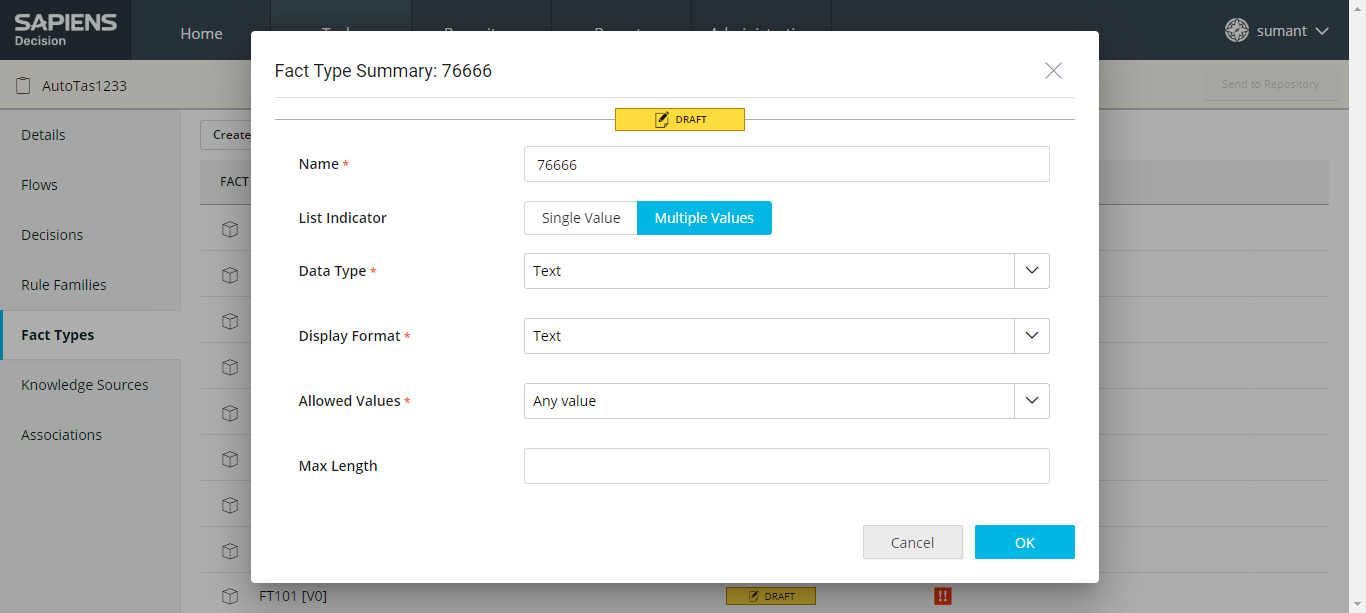 SAPIENS
Decision
Home
sumant
AutoTas1233
Send to Repository
Details
Flows
Decisions
Rule Families
Fact Types
Knowledge Sources
Associations
Create
FACT
Fact Type Summary: 76666
DRAFT
Name *
76666
List Indicator
Single Value
Multiple Values
Data Type *
Text
Display Format *
Text
Allowed Values *
Any value
Max Length
Cancel
OK
FT101 [V0]
DRAFT
!!